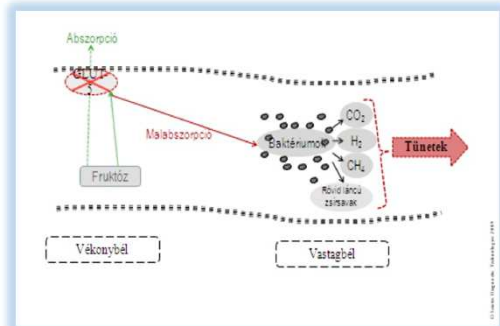 Abszorpció
GLUT-
5
Malabszorpció
Fruktóz
Baktériumok
CO2
H2
CH4
Rövid láncú
zsírsavak
Tünetek
Vékonybél
Vastagbél